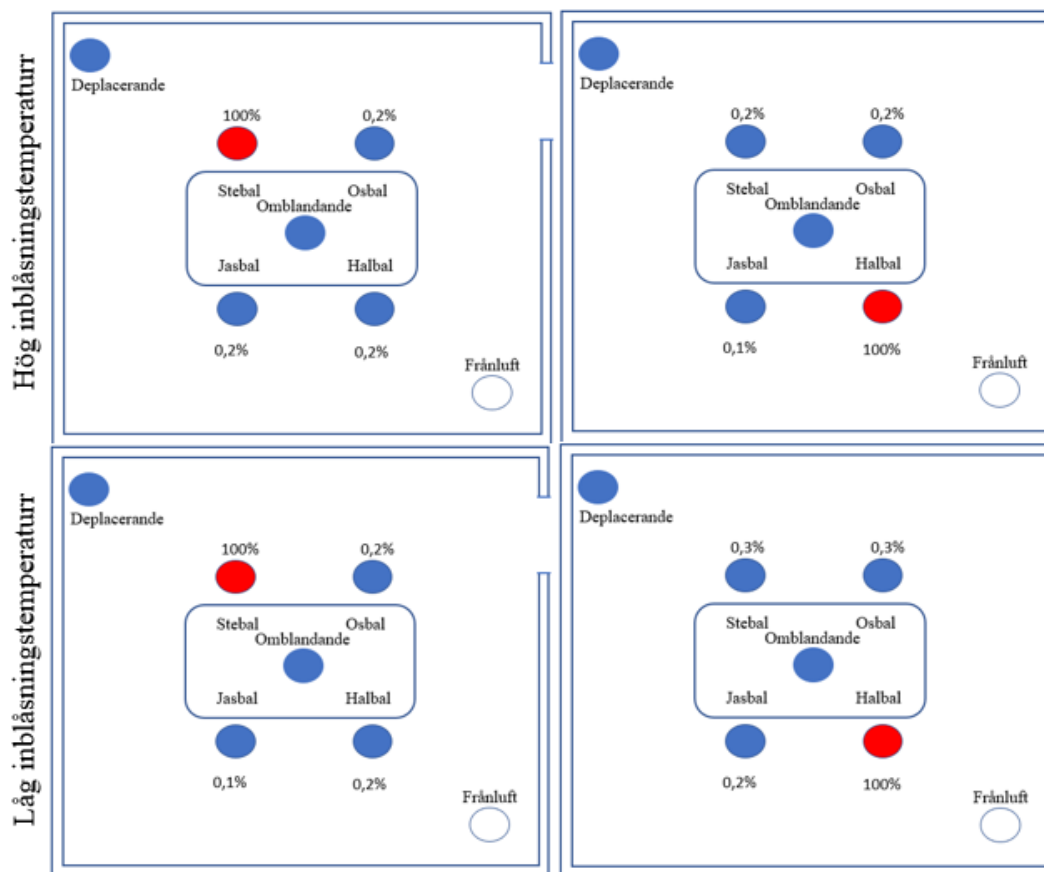 Hög inblåsningstemperaturr
Deplacerande
100% 0,2%
Stebal Osbal
Omblandande
Jasbal Halbal
0,2% 0,2%
Frånluft
Deplacerande
0,2% 0,2%
Stebal Osbal
Omblandande
Jasbal Halbal
0,1% 100%
Frånluft
Låg inblåsningstemperaturr
Deplacerande
100% 0,2%
Stebal Osbal
Omblandande
Jasbal Halbal
0,1% 0,2%
Frånluft
Deplacerande
0,3% 0,3%
Stebal Osbal
Omblandande
Jasbal Halbal
0,2% 100%
Frånluft